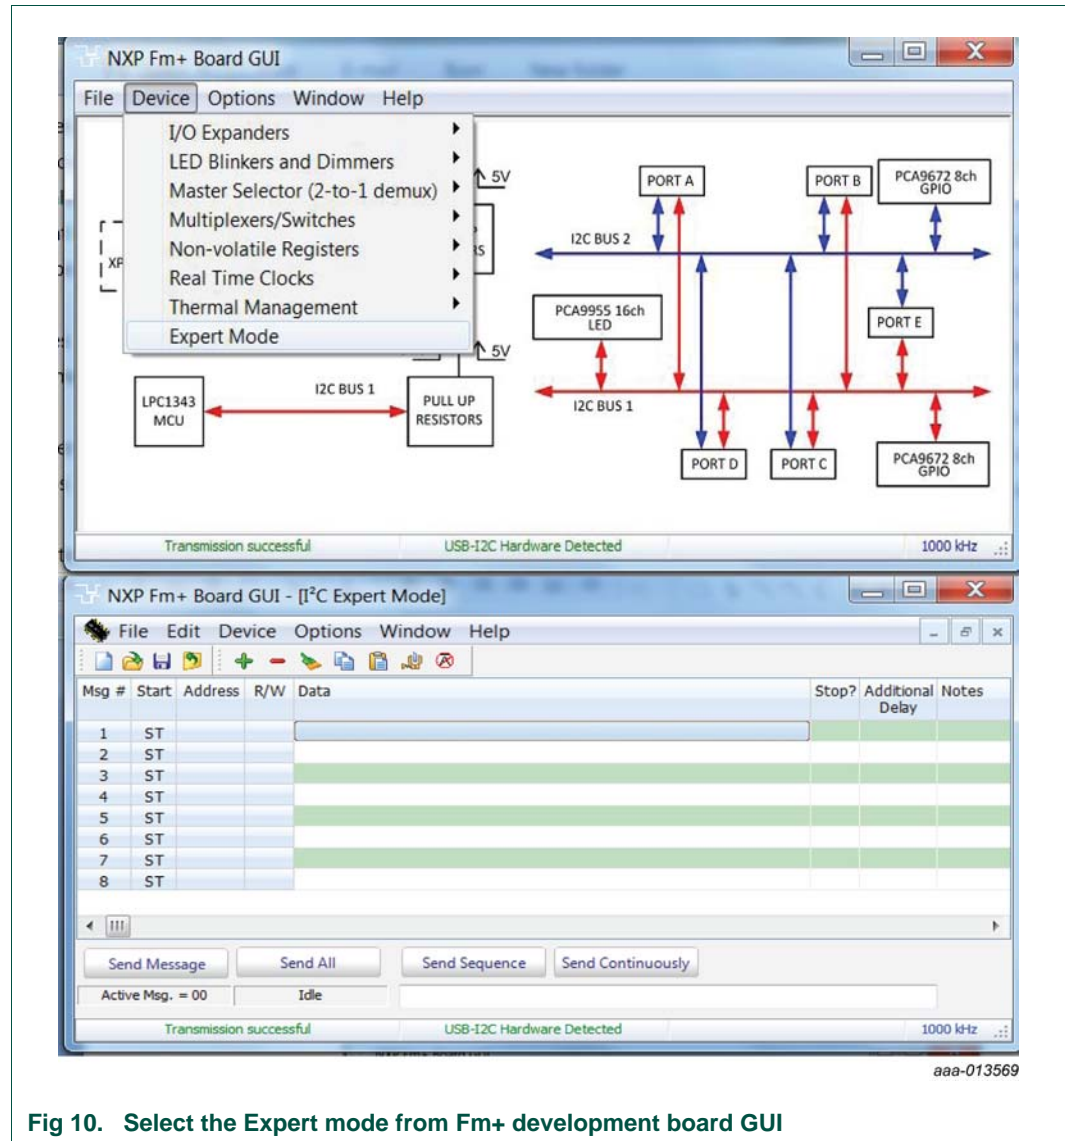 NXP Fm+ Board GUI
File Device Options Window Help
I/O Expanders
LED Blinkers and Dimmers
Master Selector (2-to-1 demux)
Multiplexers/Switches
Non-volatile Registers
Real Time Clocks
Thermal Management
Expert Mode
5V
XP
RS
5V
LPC1343
MCU
I2C BUS 1
PULL UP
RESISTORS
PORT A
PORT B
PCA9672 8ch
GPIO
I2C BUS 2
PCA9955 16ch
LED
PORT E
I2C BUS 1
PORT D
PORT C
PCA9672 8ch
GPIO
Transmission successful USB-I2C Hardware Detected 1000 kHz
NXP Fm+ Board GUI - [I²C Expert Mode]
File Edit Device Options Window Help
Msg # Start Address R/W Data Stop? Additional Delay Notes
1 ST
2 ST
3 ST
4 ST
5 ST
6 ST
7 ST
8 ST
Send Message Send All Send Sequence Send Continuously
Active Msg. = 00 Idle
Transmission successful USB-I2C Hardware Detected 1000 kHz
aaa-013569
Fig 10. Select the Expert mode from Fm+ development board GUI